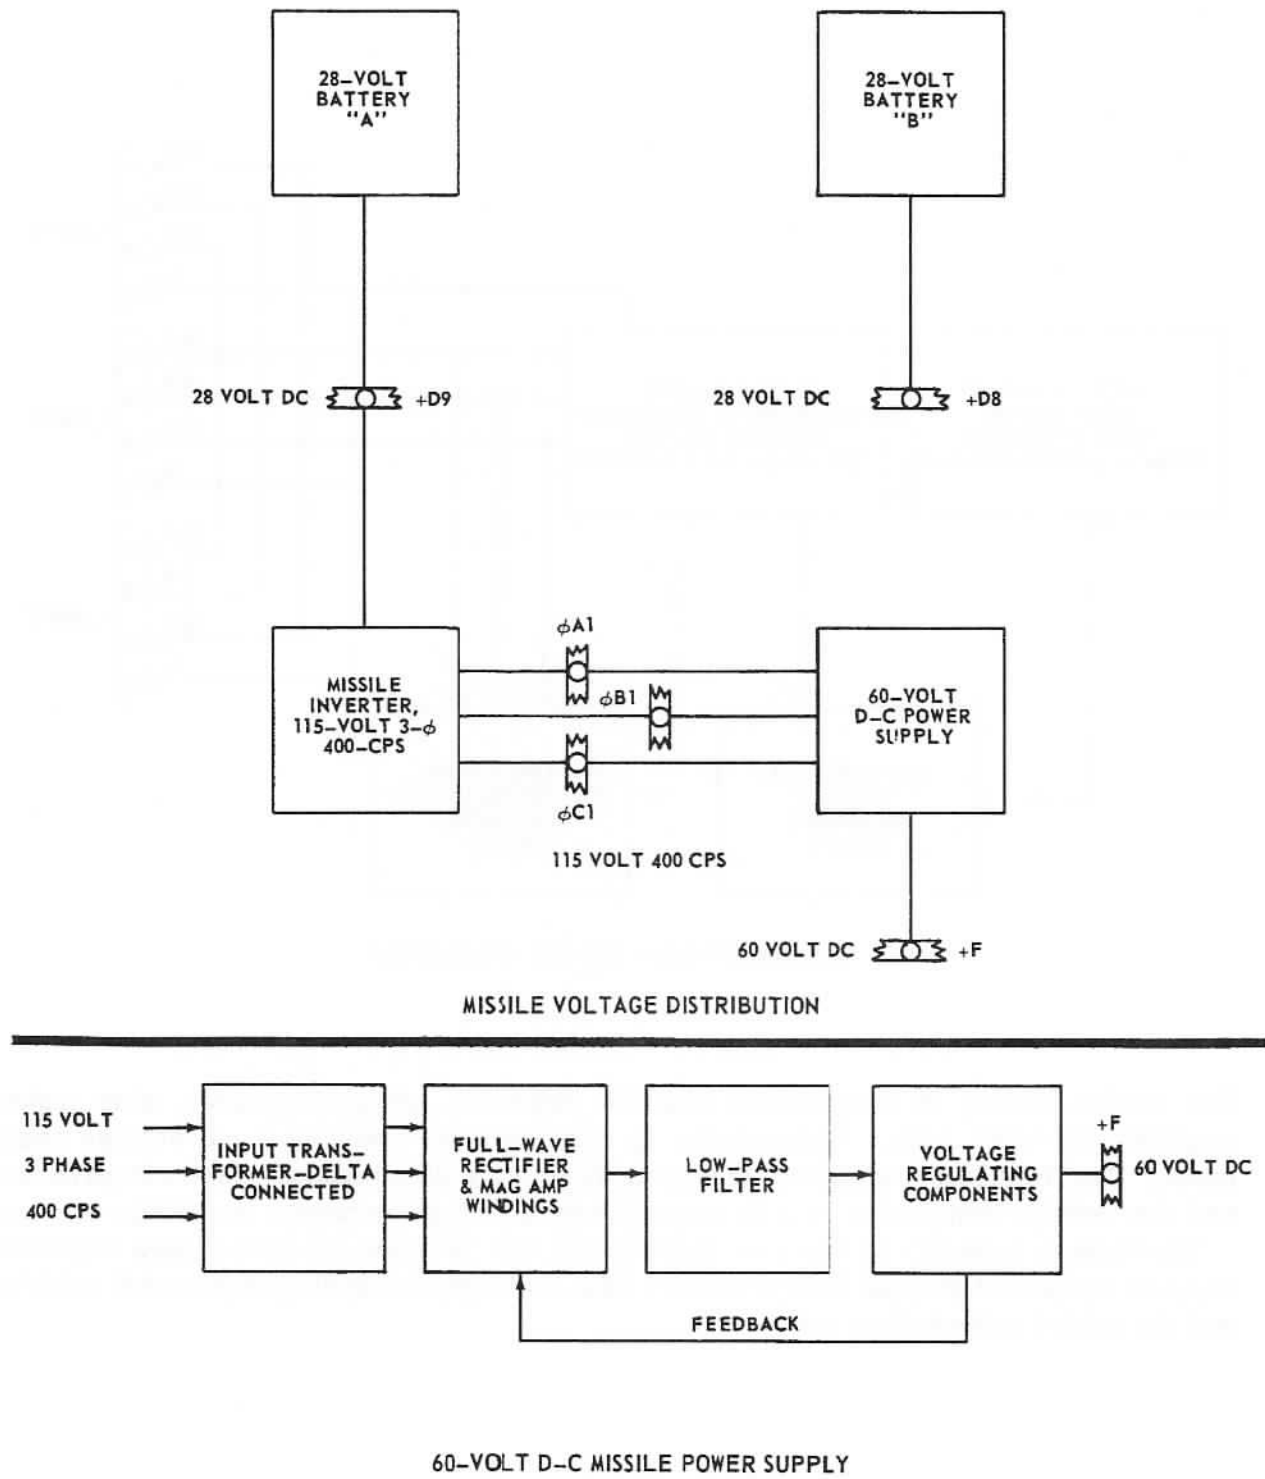 28-VOLT
BATTERY
"A"
28-VOLT
BATTERY
"B"
28 VOLT DC
+D9
28 VOLT DC
+D8
MISSILE
INVERTER,
115-VOLT 3-ϕ
400-CPS
ϕA1
ϕB1
ϕC1
115 VOLT 400 CPS
60-VOLT
D-C POWER
SUPPLY
60 VOLT DC
+F
MISSILE VOLTAGE DISTRIBUTION
115 VOLT
3 PHASE
400 CPS
INPUT TRANS-
FORMER-DELTA
CONNECTED
FULL-WAVE
RECTIFIER
& MAG AMP
WINDINGS
LOW-PASS
FILTER
VOLTAGE
REGULATING
COMPONENTS
+F
60 VOLT DC
FEEDBACK
60-VOLT D-C MISSILE POWER SUPPLY